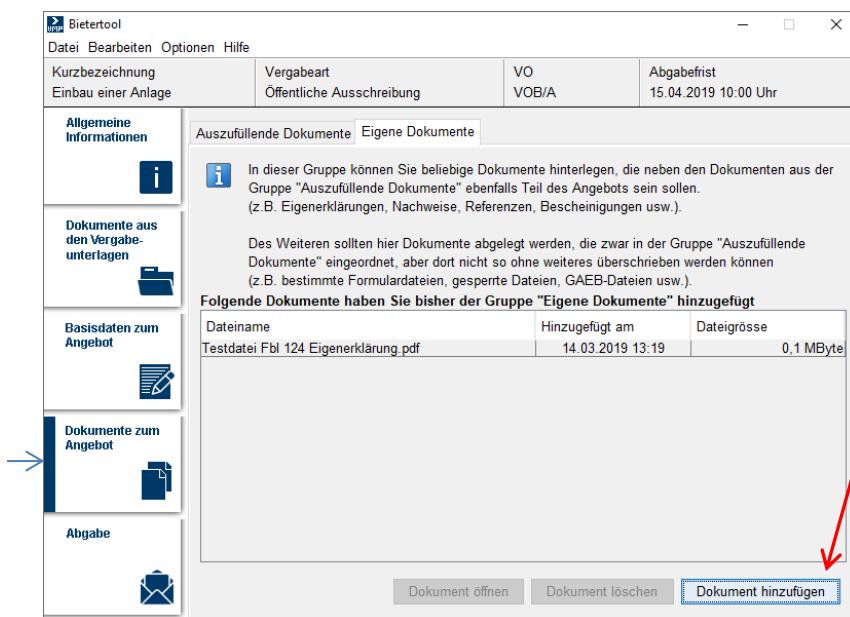 Bietertool
Datei Bearbeiten Optionen Hilfe
Kurzbezeichnung Vergabeart VO Abgabefrist
Einbau einer Anlage Öffentliche Ausschreibung VOB/A 15.04.2019 10:00 Uhr
Allgemeine
Informationen
Dokumente aus
den Vergabe-
unterlagen
Basisdaten zum
Angebot
Dokumente zum
Angebot
Abgabe
Auszufüllende Dokumente Eigene Dokumente
In dieser Gruppe können Sie beliebige Dokumente hinterlegen, die neben den Dokumenten aus der
Gruppe "Auszufüllende Dokumente" ebenfalls Teil des Angebots sein sollen.
(z.B. Eigenerklärungen, Nachweise, Referenzen, Bescheinigungen usw.).
Des Weiteren sollten hier Dokumente abgelegt werden, die zwar in der Gruppe "Auszufüllende
Dokumente" eingeordnet, aber dort nicht so ohne weiteres überschrieben werden können
(z.B. bestimmte Formulardateien, gesperrte Dateien, GAEB-Dateien usw.).
Folgende Dokumente haben Sie bisher der Gruppe "Eigene Dokumente" hinzugefügt
Dateiname Hinzugefügt am Dateigrösse
Testdatei Fbl 124 Eigenerklärung.pdf 14.03.2019 13:19 0,1 MByte
Dokument öffnen Dokument löschen Dokument hinzufügen